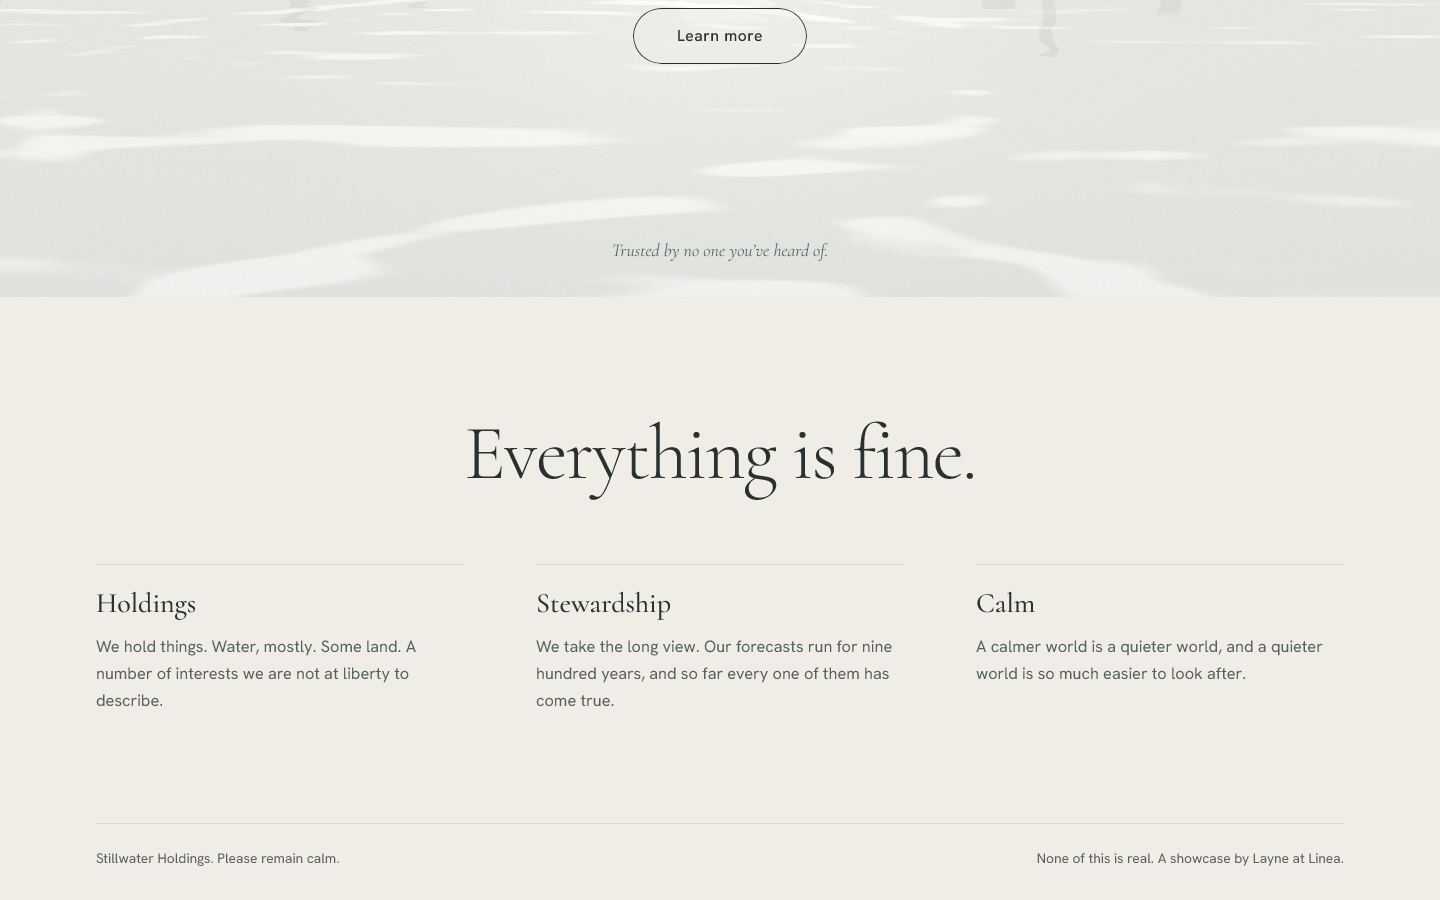 Learn more
Trusted by no one you’ve heard of.
Everything is fine.
Holdings
We hold things. Water, mostly. Some land. A
number of interests we are not at liberty to
describe.
Stewardship
We take the long view. Our forecasts run for nine
hundred years, and so far every one of them has
come true.
Calm
A calmer world is a quieter world, and a quieter
world is so much easier to look after.
Stillwater Holdings. Please remain calm.
None of this is real. A showcase by Layne at Linea.